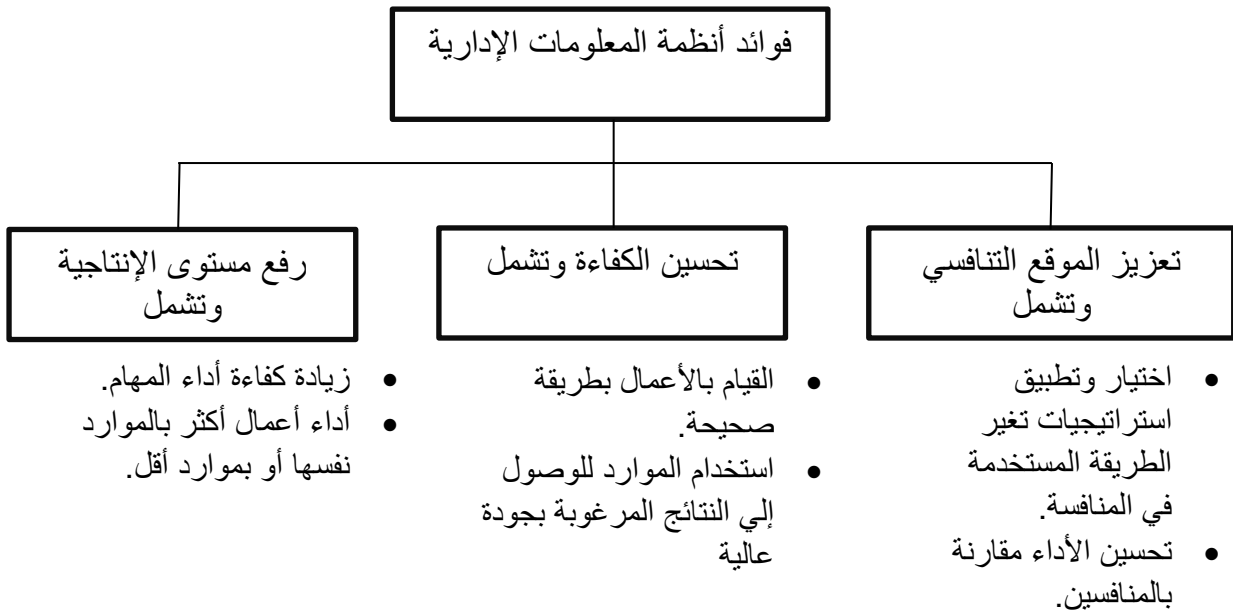 فوائد أنظمة المعلومات الإدارية
تعزيز الموقع التنافسي
وتشمل
• اختيار وتطبيق
استراتيجيات تغير
الطريقة المستخدمة
في المنافسة.
• تحسين الأداء مقارنة
بالمنافسين.
تحسين الكفاءة وتشمل
• القيام بالأعمال بطريقة
صحيحة.
• استخدام الموارد للوصول
إلي النتائج المرغوبة بجودة
عالية
رفع مستوى الإنتاجية
وتشمل
• زيادة كفاءة أداء المهام.
• أداء أعمال أكثر بالموارد
نفسها أو بموارد أقل.